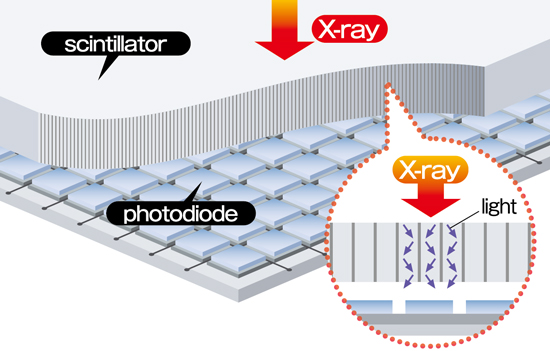 scintillator
X-ray
photodiode
X-ray
light